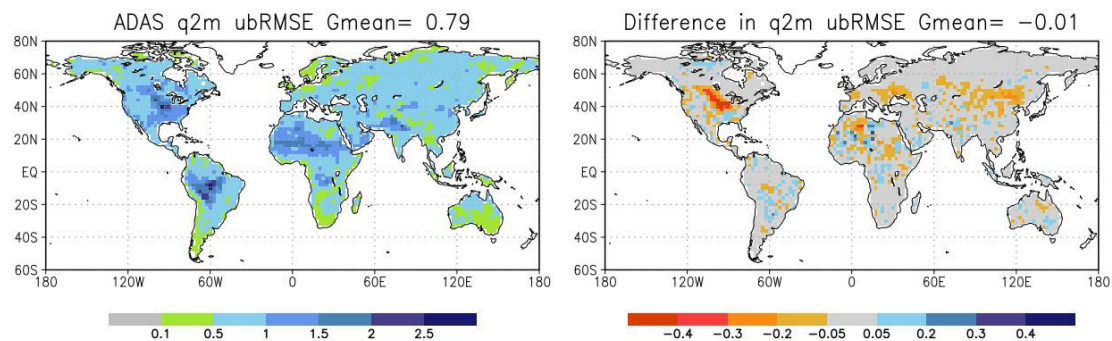 ADAS q2m ubRMSE Gmean= 0.79
80N
60N
40N
20N
EQ
20S
40S
60S
180 120W 60W 0 60E 120E 180
0.1 0.5 1 1.5 2 2.5
Difference in q2m ubRMSE Gmean= -0.01
80N
60N
40N
20N
EQ
20S
40S
60S
180 120W 60W 0 60E 120E 180
-0.4 -0.3 -0.2 -0.05 0.05 0.2 0.3 0.4